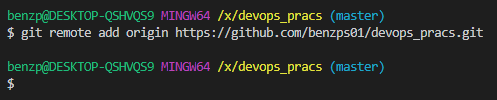 benzp@DESKTOP-QSHVQS9 MINGW64 /x/devops_pracs (master)
$ git remote add origin https://github.com/benzps01/devops_pracs.git
benzp@DESKTOP-QSHVQS9 MINGW64 /x/devops_pracs (master)
$